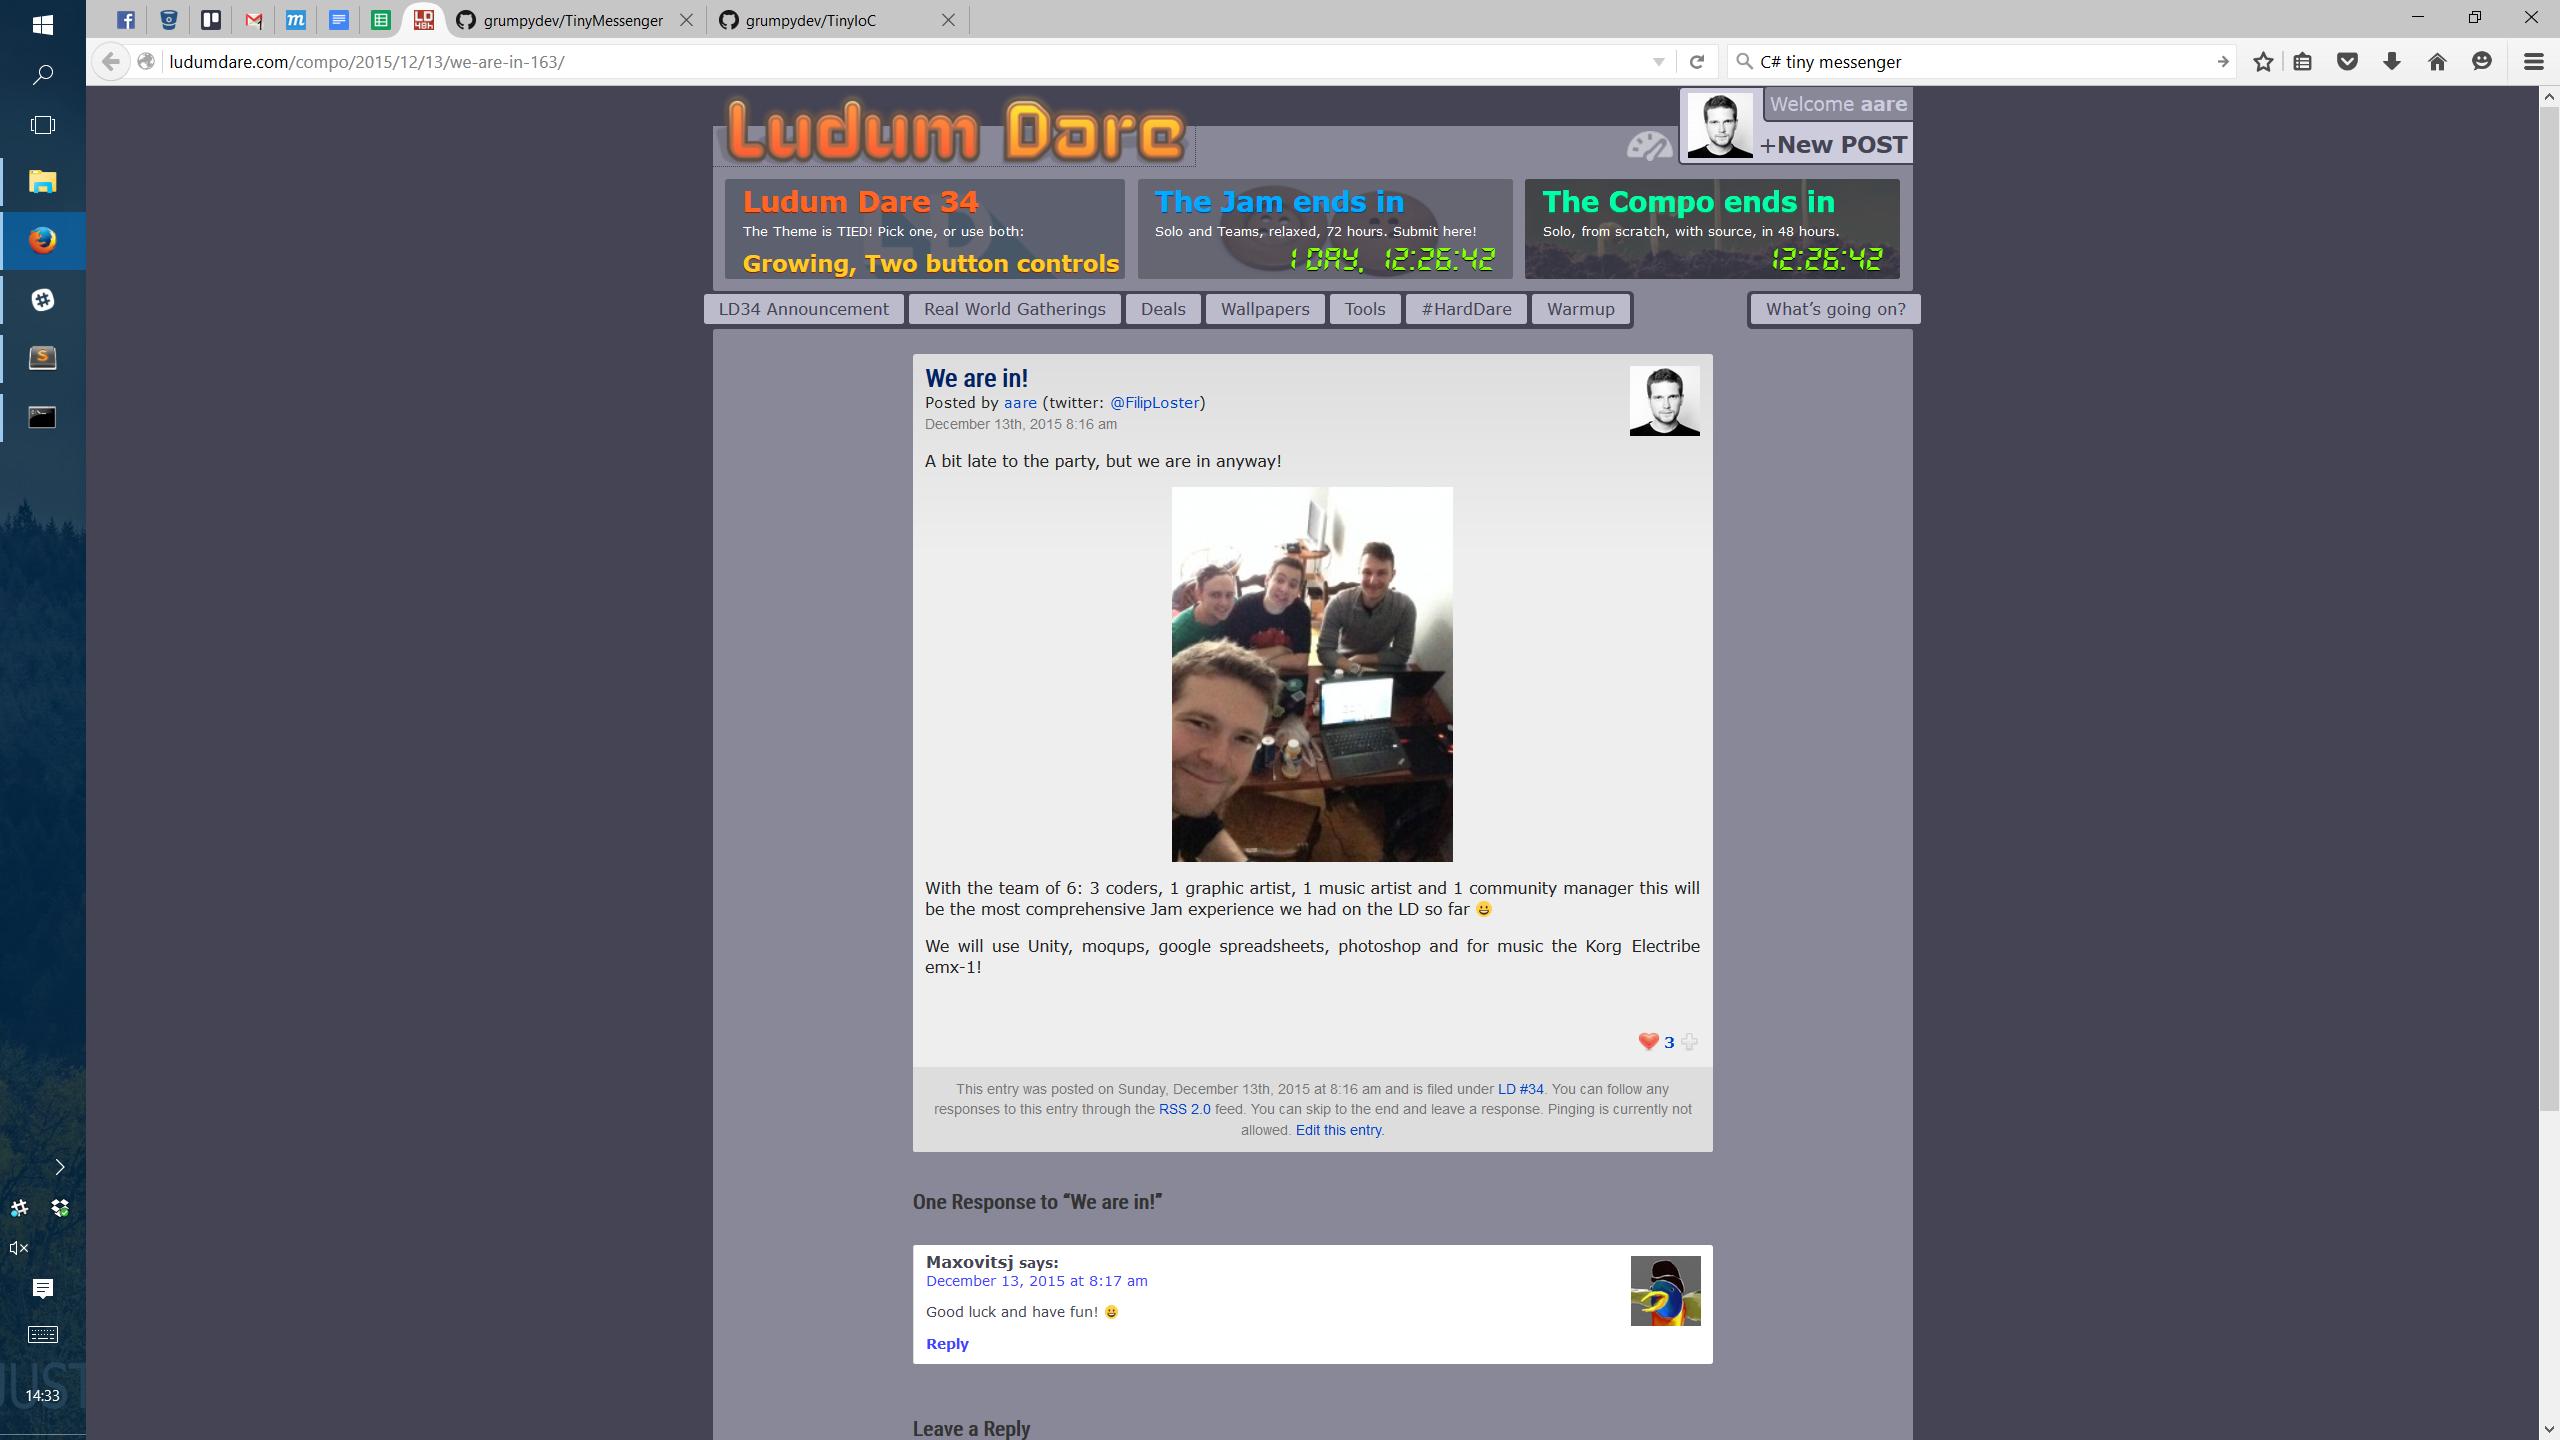 grumpydev/TinyMessenger
grumpydev/TinyIoC
ludumdare.com/compo/2015/12/13/we-are-in-163/
C# tiny messenger
Ludum Dare
Welcome aare
+New POST
Ludum Dare 34
The Theme is TIED! Pick one, or use both:
Growing, Two button controls
The Jam ends in
Solo and Teams, relaxed, 72 hours. Submit here!
1 DAY, 12:26:42
The Compo ends in
Solo, from scratch, with source, in 48 hours.
12:26:42
LD34 Announcement
Real World Gatherings
Deals
Wallpapers
Tools
#HardDare
Warmup
What’s going on?
We are in!
Posted by aare (twitter: @FilipLoster)
December 13th, 2015 8:16 am
A bit late to the party, but we are in anyway!
With the team of 6: 3 coders, 1 graphic artist, 1 music artist and 1 community manager this will
be the most comprehensive Jam experience we had on the LD so far 😀
We will use Unity, moqups, google spreadsheets, photoshop and for music the Korg Electribe
emx-1!
3
This entry was posted on Sunday, December 13th, 2015 at 8:16 am and is filed under LD #34. You can follow any
responses to this entry through the RSS 2.0 feed. You can skip to the end and leave a response. Pinging is currently not
allowed. Edit this entry.
One Response to “We are in!”
Maxovitsj says:
December 13, 2015 at 8:17 am
Good luck and have fun! 😀
Reply
Leave a Reply
JUST
14:33